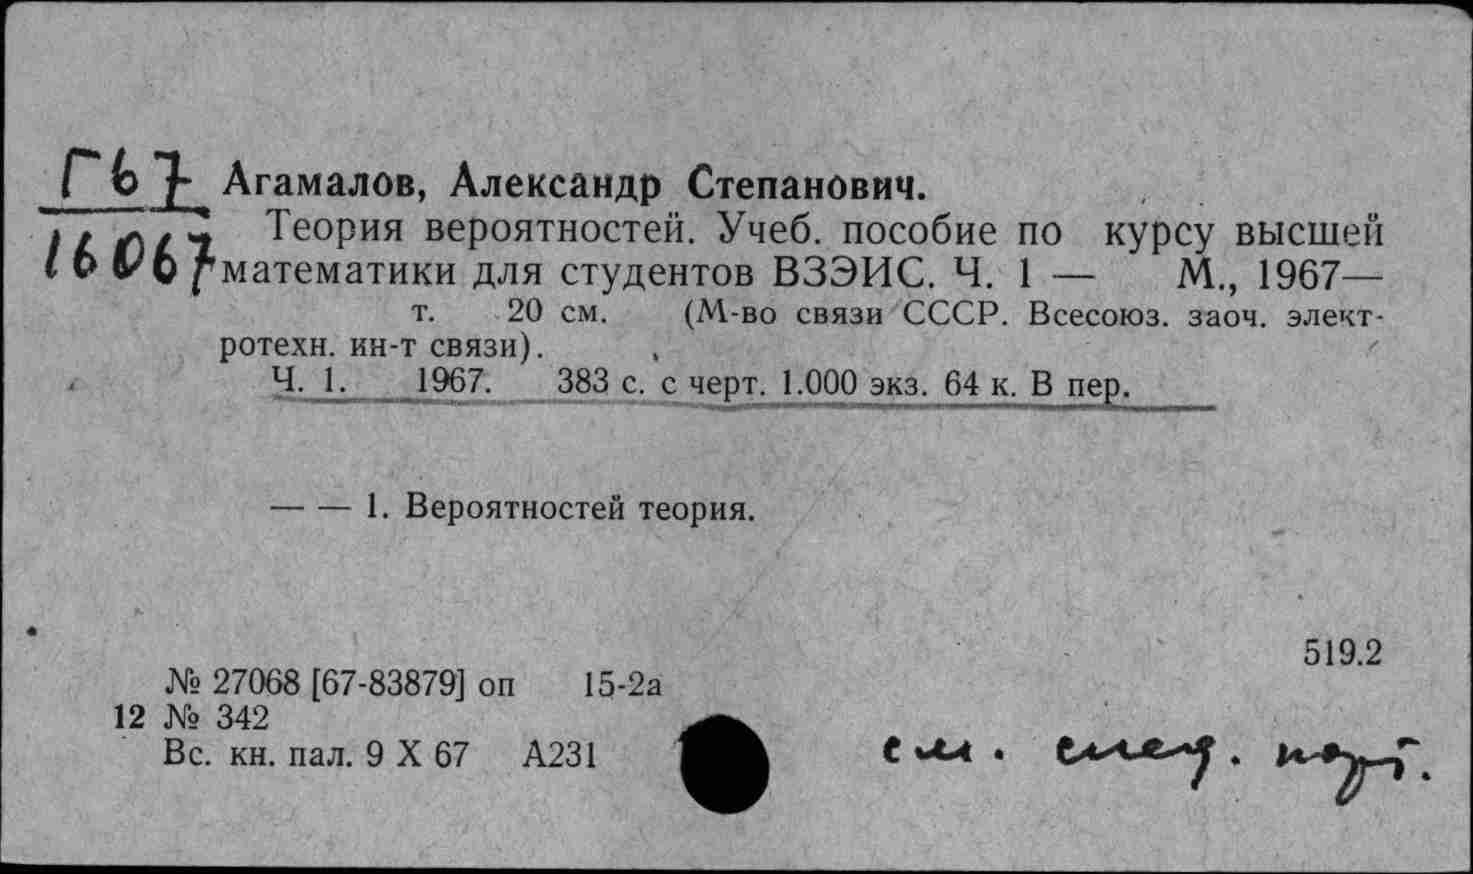 Г67
16067
Агамалов, Александр Степанович.
Теория вероятностей. Учеб. пособие по курсу высшей
математики для студентов ВЗЭИС. Ч. 1 — М., 1967—
т. 20 см. (М-во связи СССР. Всесоюз. заоч. элект-
ротехн. ин-т связи).
Ч. 1. 1967. 383 с. с черт. 1.000 экз. 64 к. В пер.
— — 1. Вероятностей теория.
519.2
№ 27068 [67-83879] оп 15-2а
12 № 342
Вс. кн. пал. 9 X 67 А231
см. след.